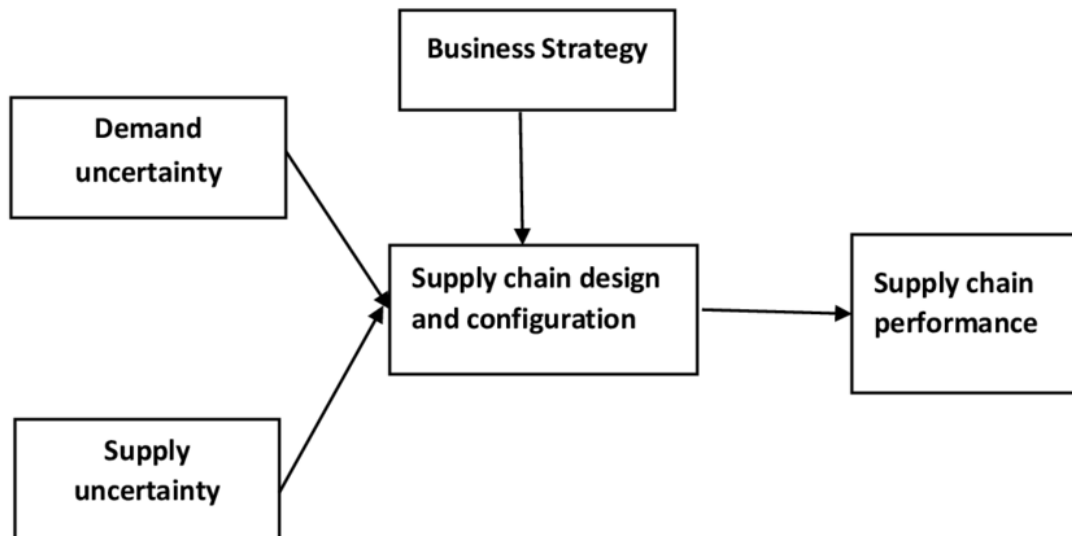 Business Strategy
Demand
uncertainty
Supply chain design
and configuration
Supply chain
performance
Supply
uncertainty